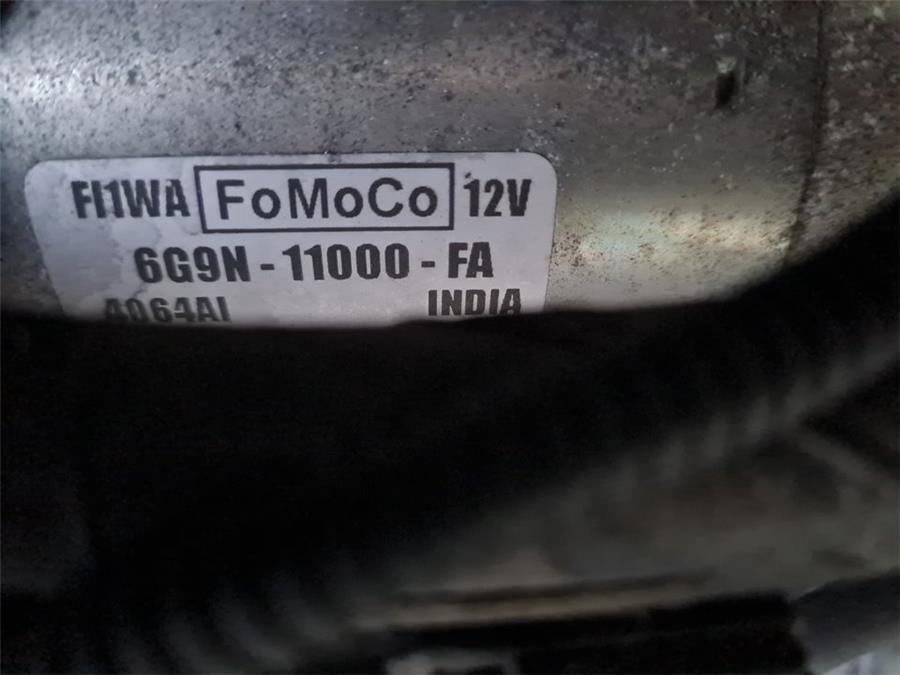 FI1WA FoMoCo 12V
6G9N - 11000 - FA
4064AI INDIA